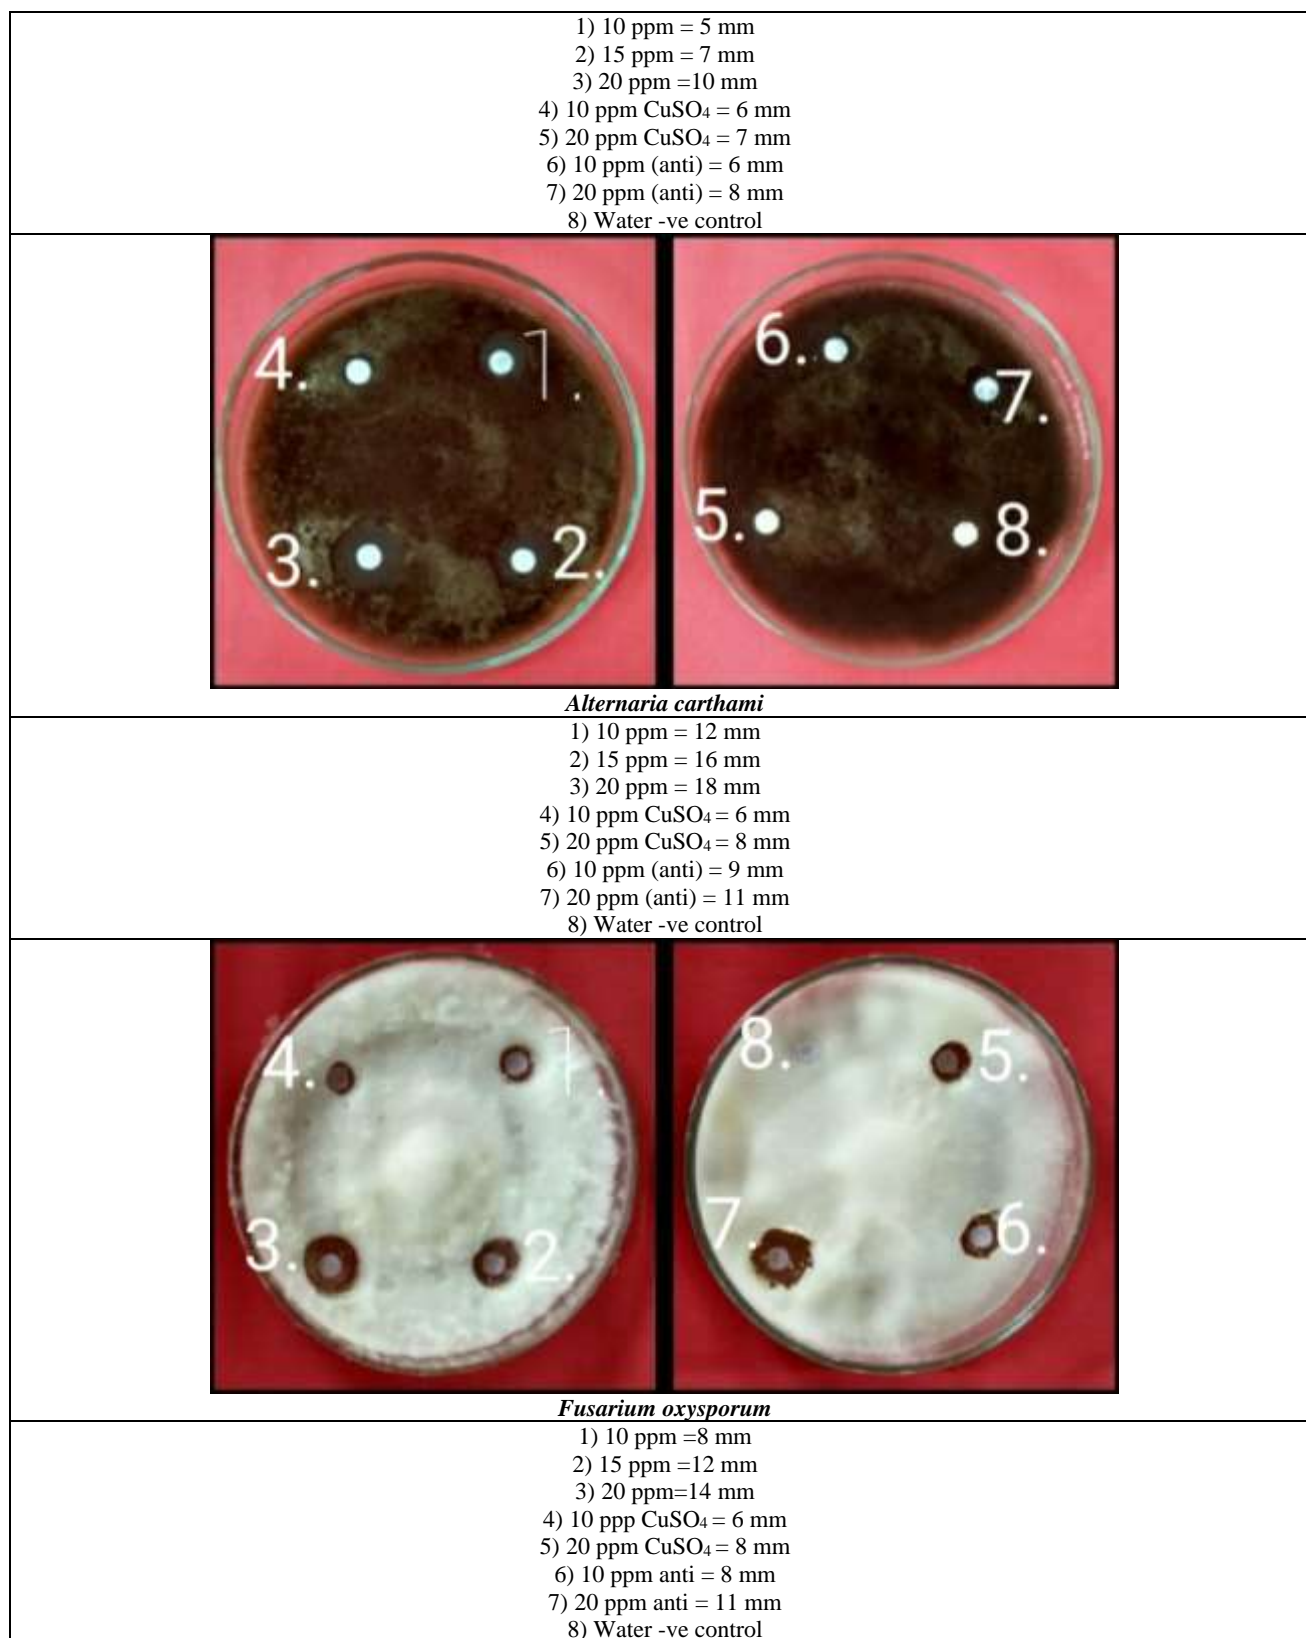 1) 10 ppm = 5 mm
2) 15 ppm = 7 mm
3) 20 ppm =10 mm
4) 10 ppm CuSO₄ = 6 mm
5) 20 ppm CuSO₄ = 7 mm
6) 10 ppm (anti) = 6 mm
7) 20 ppm (anti) = 8 mm
8) Water -ve control
4. 1.
3. 2.
6. 7.
5. 8.
Alternaria carthami
1) 10 ppm = 12 mm
2) 15 ppm = 16 mm
3) 20 ppm = 18 mm
4) 10 ppm CuSO₄ = 6 mm
5) 20 ppm CuSO₄ = 8 mm
6) 10 ppm (anti) = 9 mm
7) 20 ppm (anti) = 11 mm
8) Water -ve control
4. 1.
3. 2.
8. 5.
7. 6.
Fusarium oxysporum
1) 10 ppm =8 mm
2) 15 ppm =12 mm
3) 20 ppm=14 mm
4) 10 ppp CuSO₄ = 6 mm
5) 20 ppm CuSO₄ = 8 mm
6) 10 ppm anti = 8 mm
7) 20 ppm anti = 11 mm
8) Water -ve control